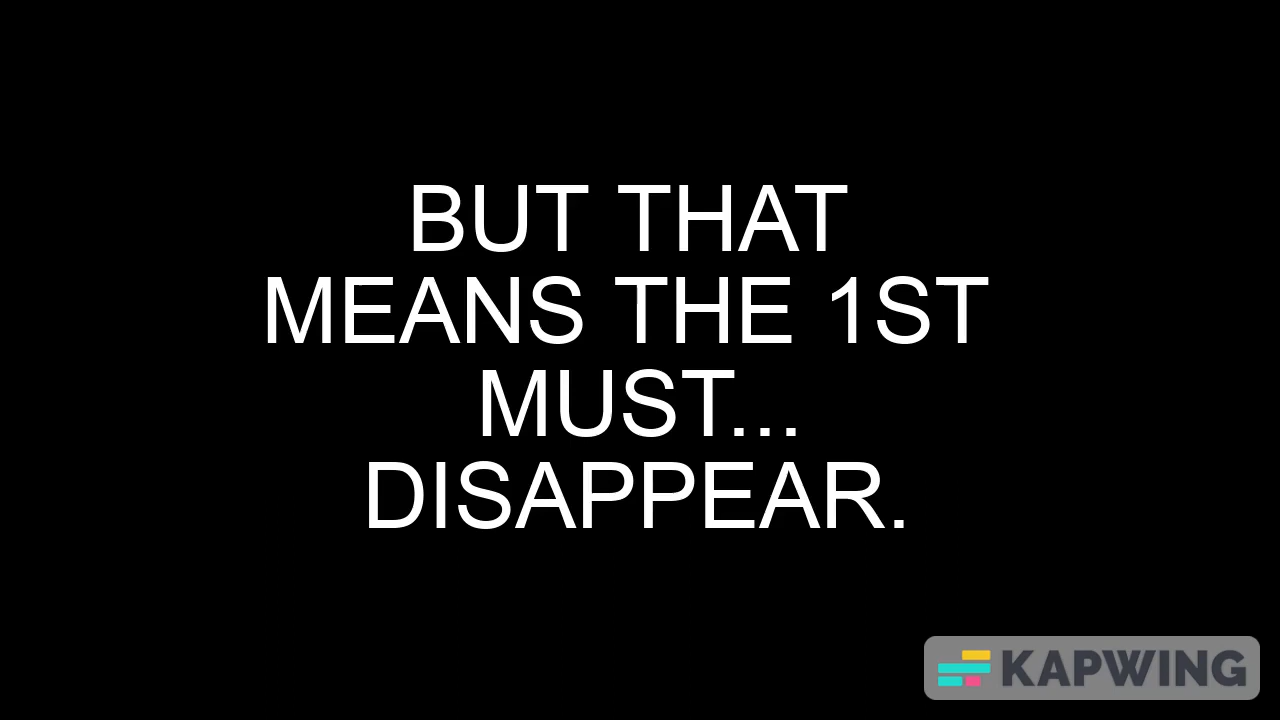 BUT THAT
MEANS THE 1ST
MUST...
DISAPPEAR.
KAPWING